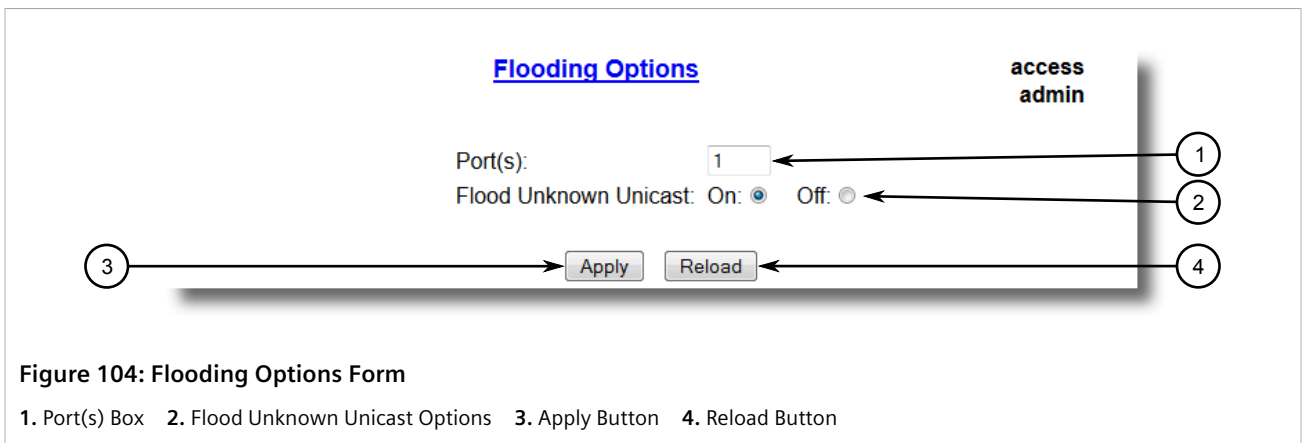 Flooding Options
access
admin
Port(s): 1
1
Flood Unknown Unicast: On: Off:
2
3
Apply Reload
4
Figure 104: Flooding Options Form
1. Port(s) Box 2. Flood Unknown Unicast Options 3. Apply Button 4. Reload Button